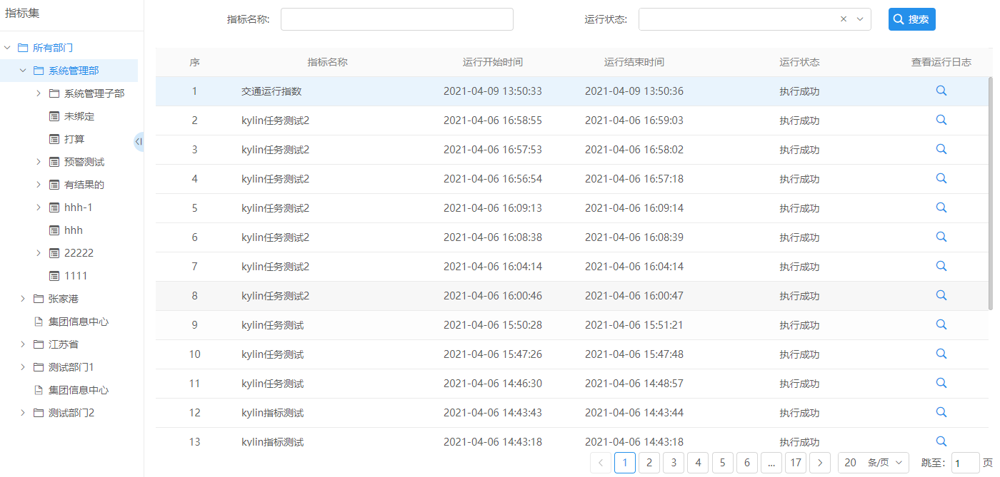 指标集
所有部门
系统管理部
系统管理子部
未绑定
打算
预警测试
有结果的
hhh-1
hhh
22222
1111
张家港
集团信息中心
江苏省
测试部门1
集团信息中心
测试部门2
指标名称: 运行状态: 搜索
序 指标名称 运行开始时间 运行结束时间 运行状态 查看运行日志
1 交通运行指数 2021-04-09 13:50:33 2021-04-09 13:50:36 执行成功
2 kylin任务测试2 2021-04-06 16:58:55 2021-04-06 16:59:03 执行成功
3 kylin任务测试2 2021-04-06 16:57:53 2021-04-06 16:58:02 执行成功
4 kylin任务测试2 2021-04-06 16:56:54 2021-04-06 16:57:18 执行成功
5 kylin任务测试2 2021-04-06 16:09:13 2021-04-06 16:09:14 执行成功
6 kylin任务测试2 2021-04-06 16:08:38 2021-04-06 16:08:39 执行成功
7 kylin任务测试2 2021-04-06 16:04:14 2021-04-06 16:04:14 执行成功
8 kylin任务测试2 2021-04-06 16:00:46 2021-04-06 16:00:47 执行成功
9 kylin任务测试 2021-04-06 15:50:28 2021-04-06 15:51:21 执行成功
10 kylin任务测试 2021-04-06 15:47:26 2021-04-06 15:47:48 执行成功
11 kylin任务测试 2021-04-06 14:46:30 2021-04-06 14:48:57 执行成功
12 kylin指标测试 2021-04-06 14:43:43 2021-04-06 14:43:44 执行成功
13 kylin指标测试 2021-04-06 14:43:18 2021-04-06 14:43:18 执行成功
1 2 3 4 5 6 ... 17 20 条/页 跳至: 1 页